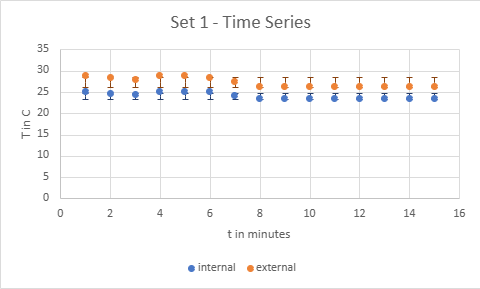 Set 1 - Time Series
35
30
25
20
15
10
5
0
T in C
0 2 4 6 8 10 12 14 16
t in minutes
internal external